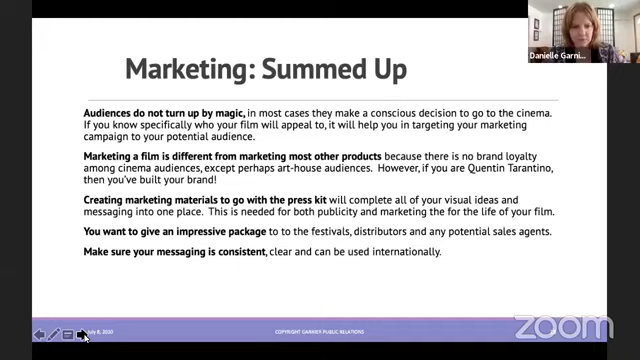 Danielle Garni...
Marketing: Summed Up
Audiences do not turn up by magic, in most cases they make a conscious decision to go to the cinema.
If you know specifically who your film will appeal to, it will help you in targeting your marketing
campaign to your potential audience.
Marketing a film is different from marketing most other products because there is no brand loyalty
among cinema audiences, except perhaps art-house audiences. However, if you are Quentin Tarantino,
then you've built your brand!
Creating marketing materials to go with the press kit will complete all of your visual ideas and
messaging into one place. This is needed for both publicity and marketing the for the life of your film.
You want to give an impressive package to to the festivals, distributors and any potential sales agents.
Make sure your messaging is consistent, clear and can be used internationally.
July 8, 2020
COPYRIGHT GARNIER PUBLIC RELATIONS
zoom